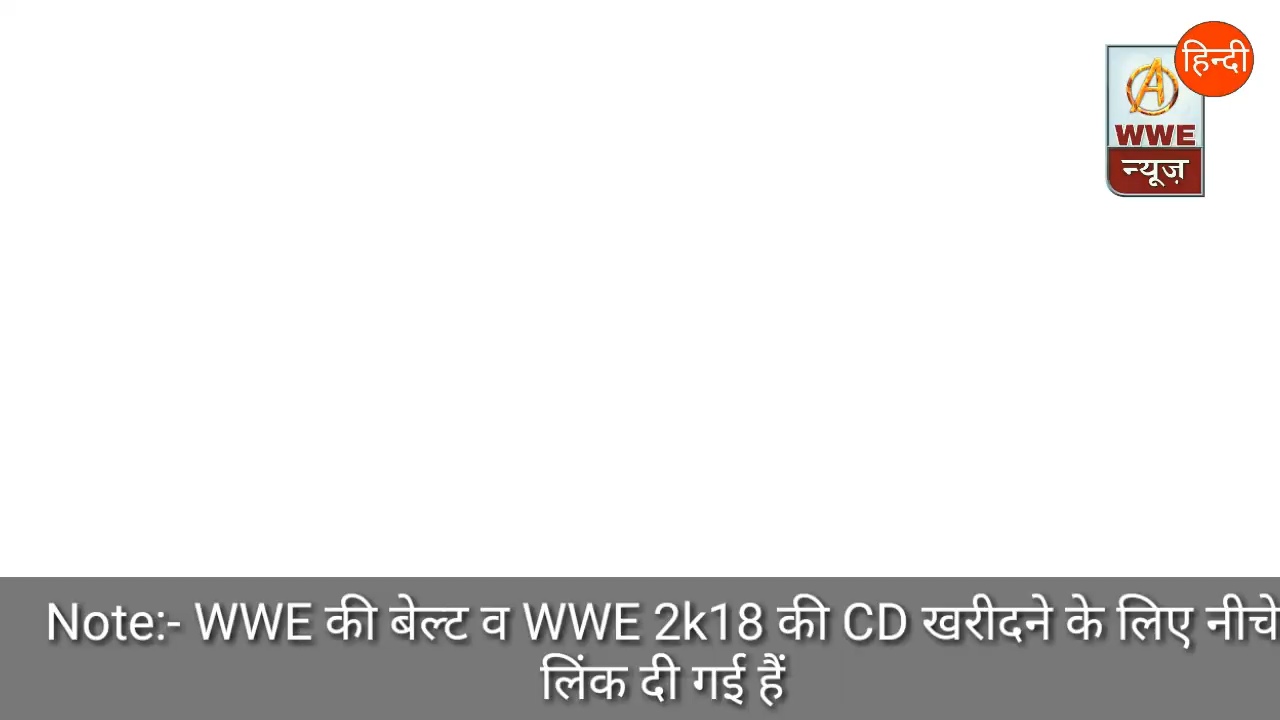 हिन्दी
A
WWE
न्यूज़
Note:- WWE की बेल्ट व WWE 2k18 की CD खरीदने के लिए नीचे
लिंक दी गई हैं